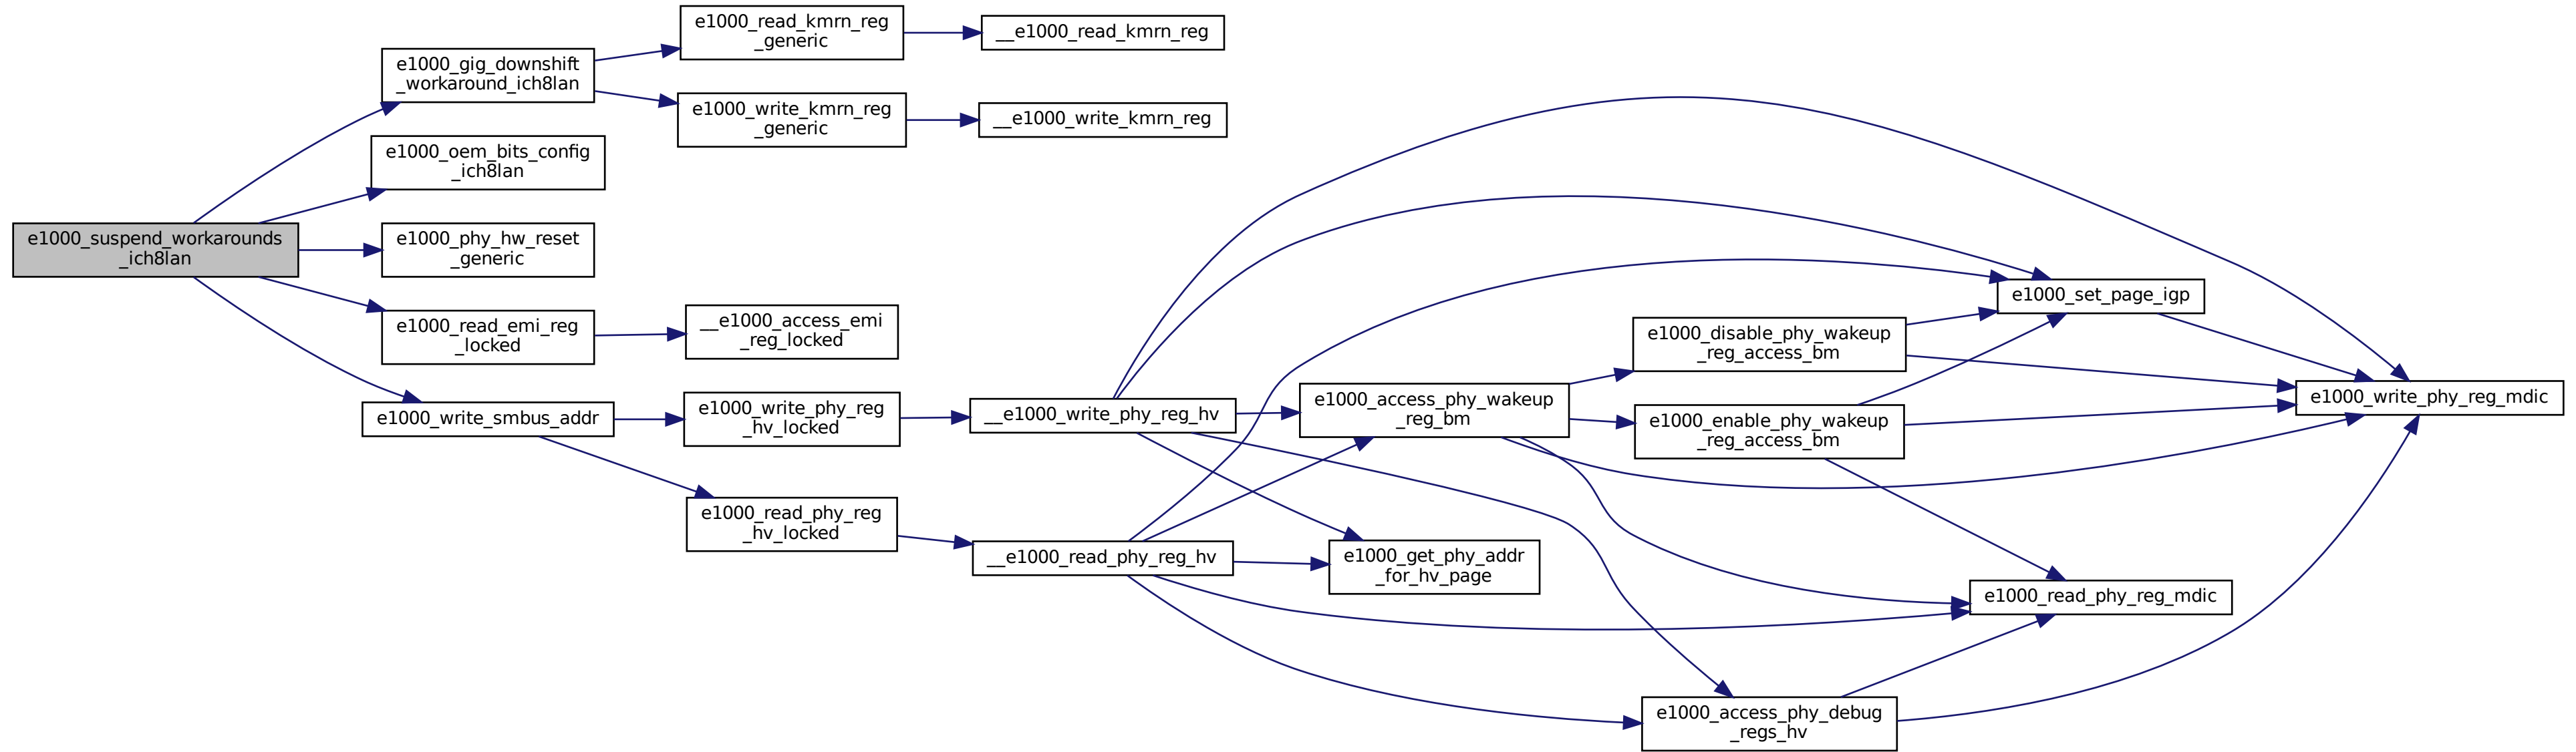 e1000_suspend_workarounds
_ich8lan
e1000_gig_downshift
_workaround_ich8lan
e1000_oem_bits_config
_ich8lan
e1000_phy_hw_reset
_generic
e1000_read_emi_reg
_locked
e1000_write_smbus_addr
e1000_read_kmrn_reg
_generic
e1000_write_kmrn_reg
_generic
__e1000_access_emi
_reg_locked
e1000_write_phy_reg
_hv_locked
e1000_read_phy_reg
_hv_locked
__e1000_read_kmrn_reg
__e1000_write_kmrn_reg
__e1000_write_phy_reg_hv
__e1000_read_phy_reg_hv
e1000_access_phy_wakeup
_reg_bm
e1000_get_phy_addr
_for_hv_page
e1000_disable_phy_wakeup
_reg_access_bm
e1000_enable_phy_wakeup
_reg_access_bm
e1000_access_phy_debug
_regs_hv
e1000_set_page_igp
e1000_read_phy_reg_mdic
e1000_write_phy_reg_mdic